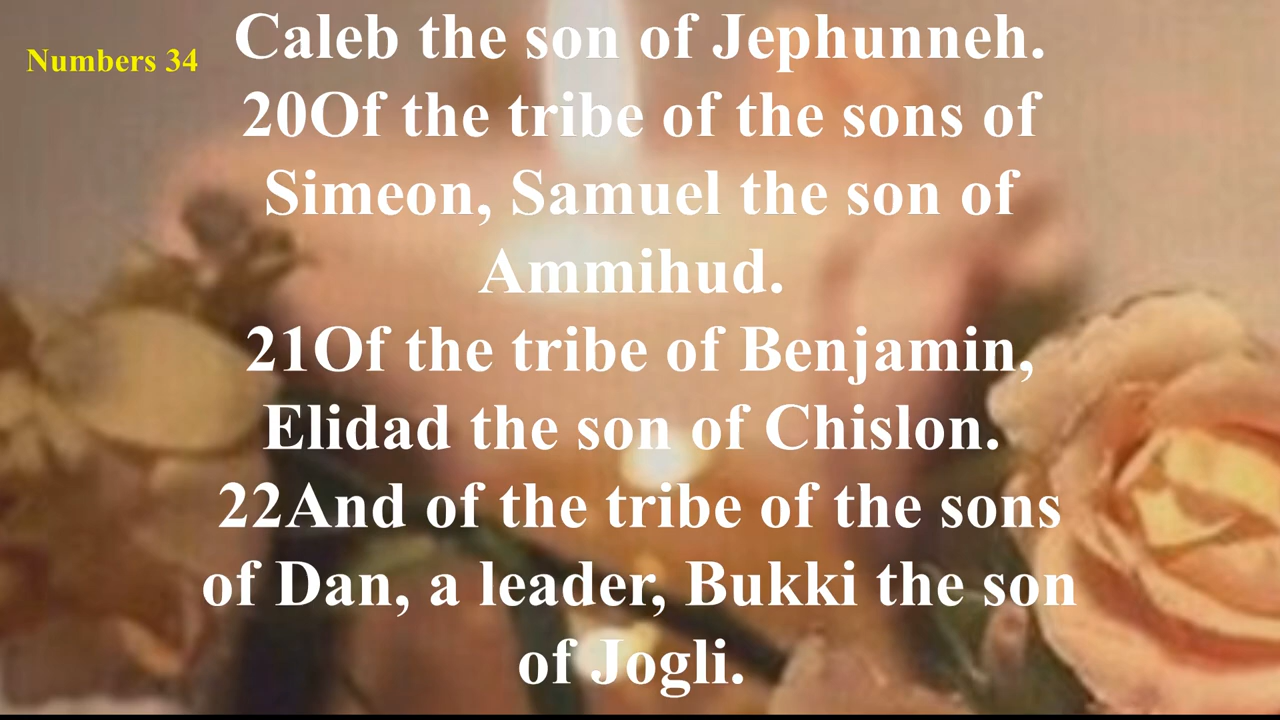 Numbers 34
Caleb the son of Jephunneh.
20Of the tribe of the sons of
Simeon, Samuel the son of
Ammihud.
21Of the tribe of Benjamin,
Elidad the son of Chislon.
22And of the tribe of the sons
of Dan, a leader, Bukki the son
of Jogli.